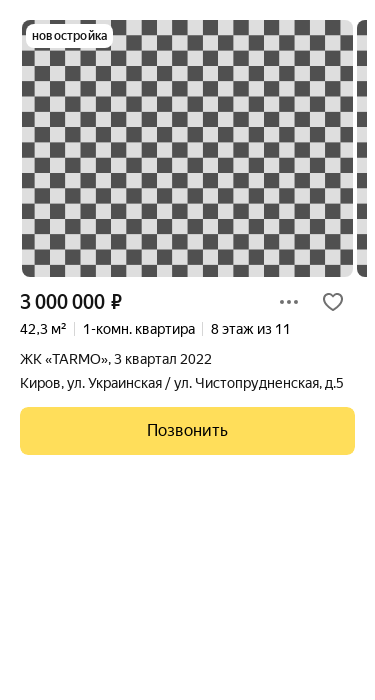 новостройка
3 000 000 ₽
42,3 м² 1-комн. квартира 8 этаж из 11
ЖК «TARMO», 3 квартал 2022
Киров, ул. Украинская / ул. Чистопрудненская, д.5
Позвонить